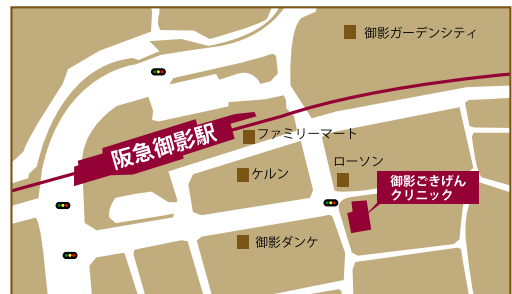 御影ガーデンシティ
阪急御影駅
ファミリーマート
ローソン
ケルン
御影ごきげん
クリニック
御影ダンケ